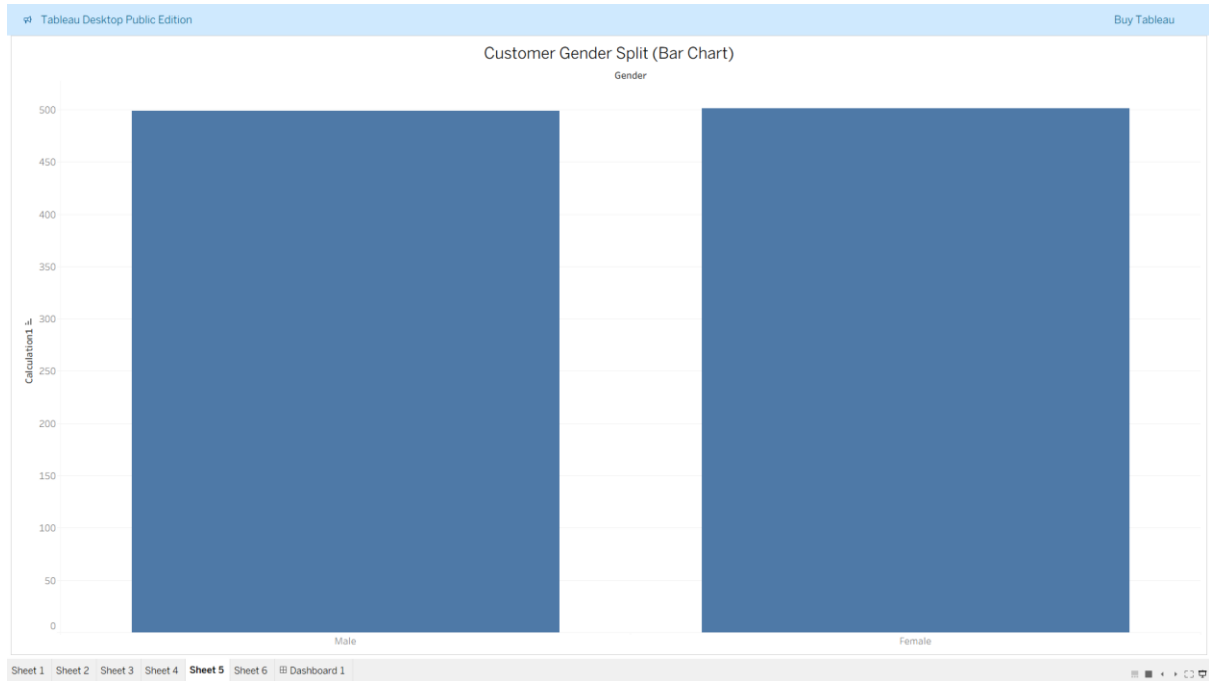 Tableau Desktop Public Edition Buy Tableau
Customer Gender Split (Bar Chart)
Gender
500
450
400
350
300
250
200
150
100
50
0
Calculation1
Male Female
Sheet 1 Sheet 2 Sheet 3 Sheet 4 Sheet 5 Sheet 6 Dashboard 1